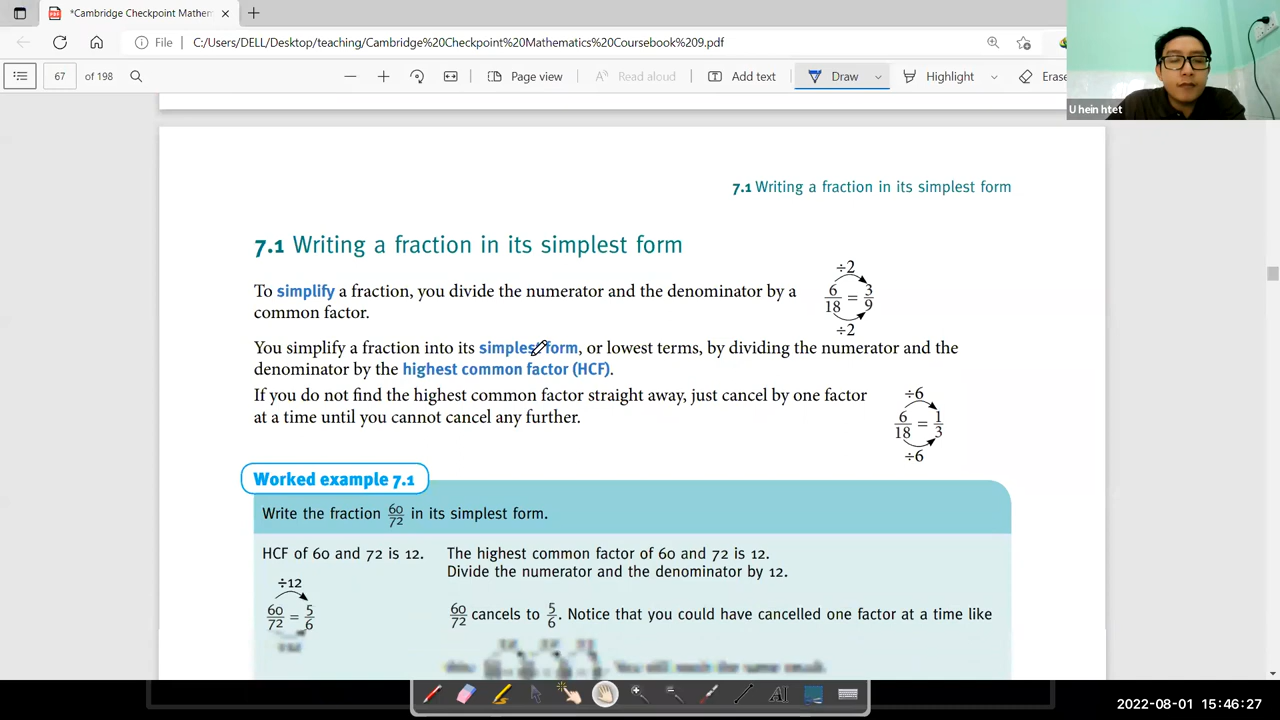 *Cambridge Checkpoint Mathem
File
C:/Users/DELL/Desktop/teaching/Cambridge%20Checkpoint%20Mathematics%20Coursebook%209.pdf
67 of 198
Page view
Read aloud
Add text
Draw
Highlight
Erase
U hein htet
7.1 Writing a fraction in its simplest form
7.1 Writing a fraction in its simplest form
To simplify a fraction, you divide the numerator and the denominator by a
common factor.
÷2
6/18 = 3/9
÷2
You simplify a fraction into its simplest form, or lowest terms, by dividing the numerator and the
denominator by the highest common factor (HCF).
If you do not find the highest common factor straight away, just cancel by one factor
at a time until you cannot cancel any further.
÷6
6/18 = 1/3
÷6
Worked example 7.1
Write the fraction 60/72 in its simplest form.
HCF of 60 and 72 is 12.
The highest common factor of 60 and 72 is 12.
Divide the numerator and the denominator by 12.
÷12
60/72 = 5/6
60/72 cancels to 5/6. Notice that you could have cancelled one factor at a time like
2022-08-01 15:46:27